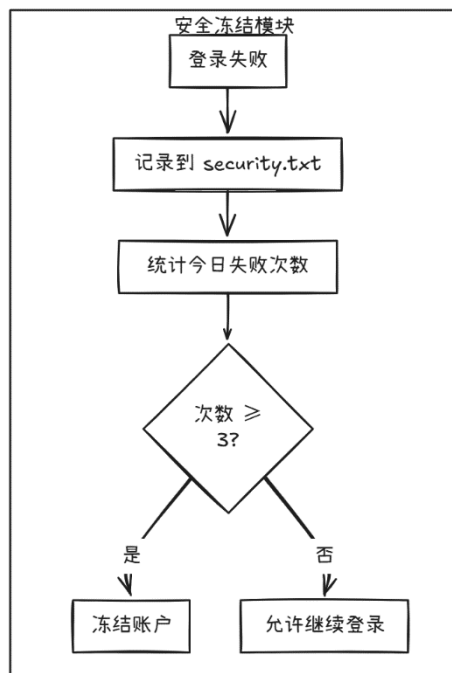 安全冻结模块
登录失败
记录到 security.txt
统计今日失败次数
次数 ≥
3?
是
否
冻结账户
允许继续登录